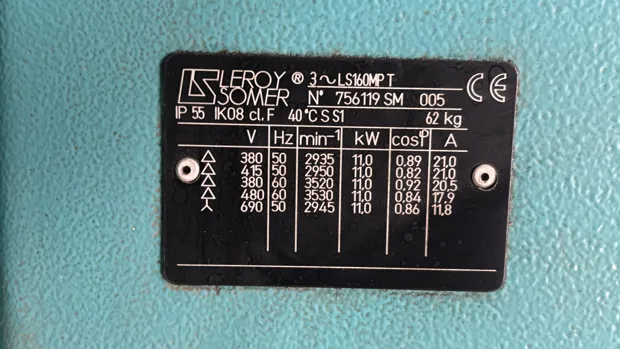 LS LEROY SOMER ® 3~ LS160MP T CE
N° 756119 SM 005
IP 55 IK08 cl. F 40°C S S1 62 kg
V Hz min-1 kW cosφ A
△ 380 50 2935 11,0 0,89 21,0
△ 415 50 2950 11,0 0,82 21,0
△ 380 60 3520 11,0 0,92 20,5
△ 480 60 3530 11,0 0,84 17,9
Y 690 50 2945 11,0 0,86 11,8